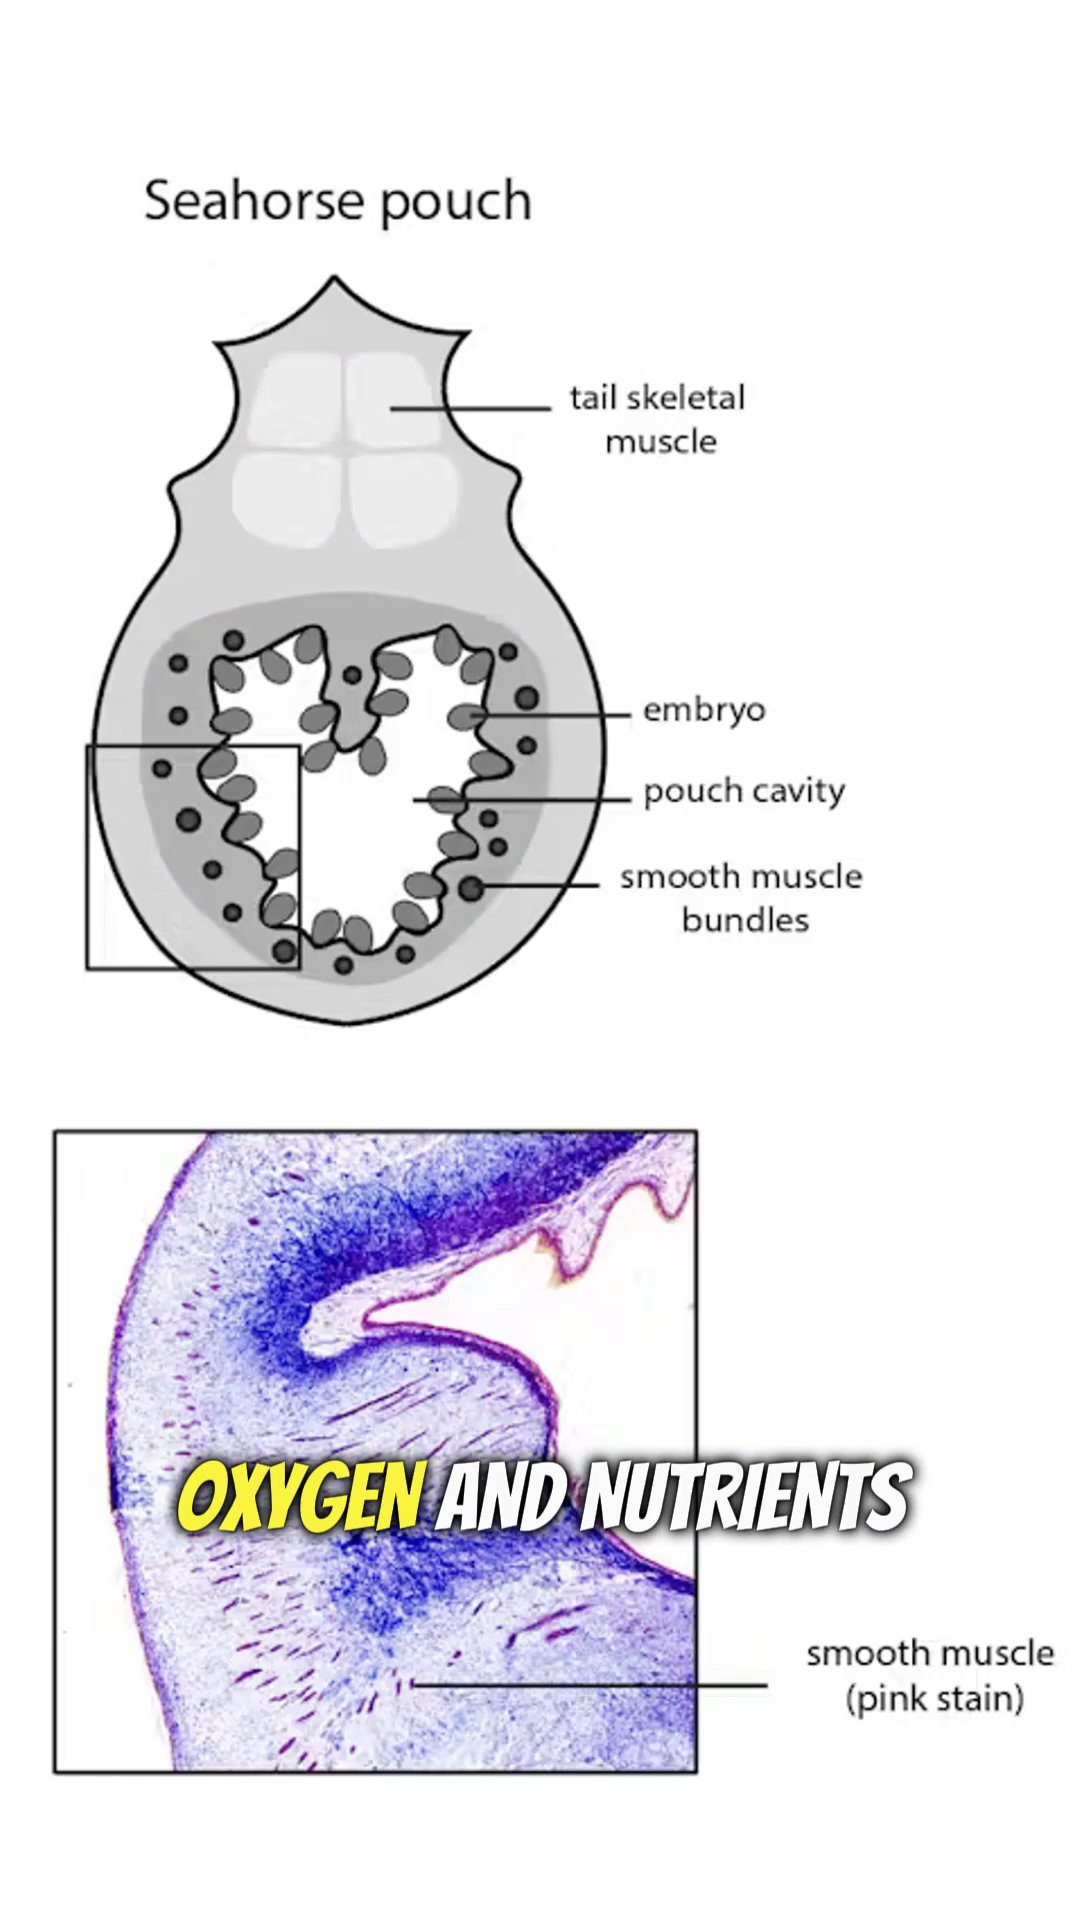 Seahorse pouch
tail skeletal
muscle
embryo
pouch cavity
smooth muscle
bundles
OXYGEN AND NUTRIENTS
smooth muscle
(pink stain)